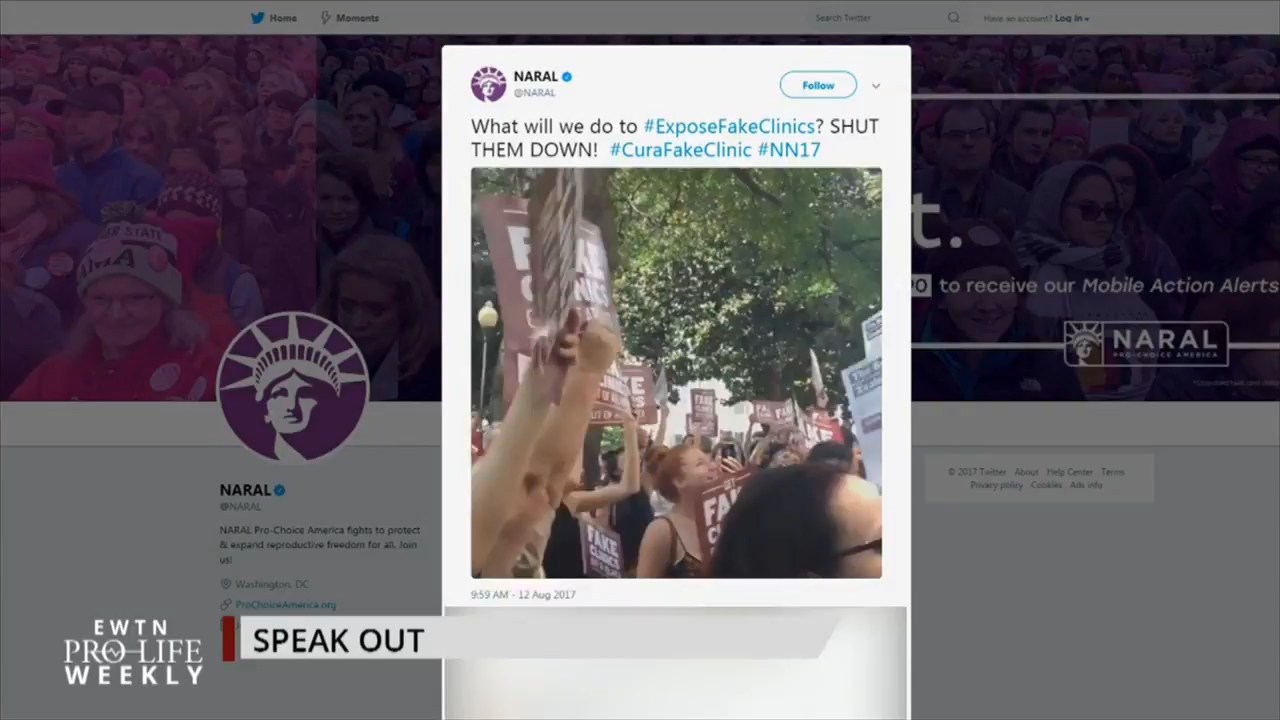 Home
Moments
Search Twitter
Have an account? Log in
NARAL
@NARAL
Follow
What will we do to #ExposeFakeClinics? SHUT
THEM DOWN! #CuraFakeClinic #NN17
t.
to receive our Mobile Action Alerts
NARAL
PRO-CHOICE AMERICA
FAKE
CLINICS
FAKE
CLINICS
9:59 AM - 12 Aug 2017
NARAL
@NARAL
NARAL Pro-Choice America fights to protect
& expand reproductive freedom for all. Join
us!
Washington, DC
ProChoiceAmerica.org
© 2017 Twitter About Help Center Terms
Privacy policy Cookies Ads info
EWTN
PRO-LIFE
WEEKLY
SPEAK OUT